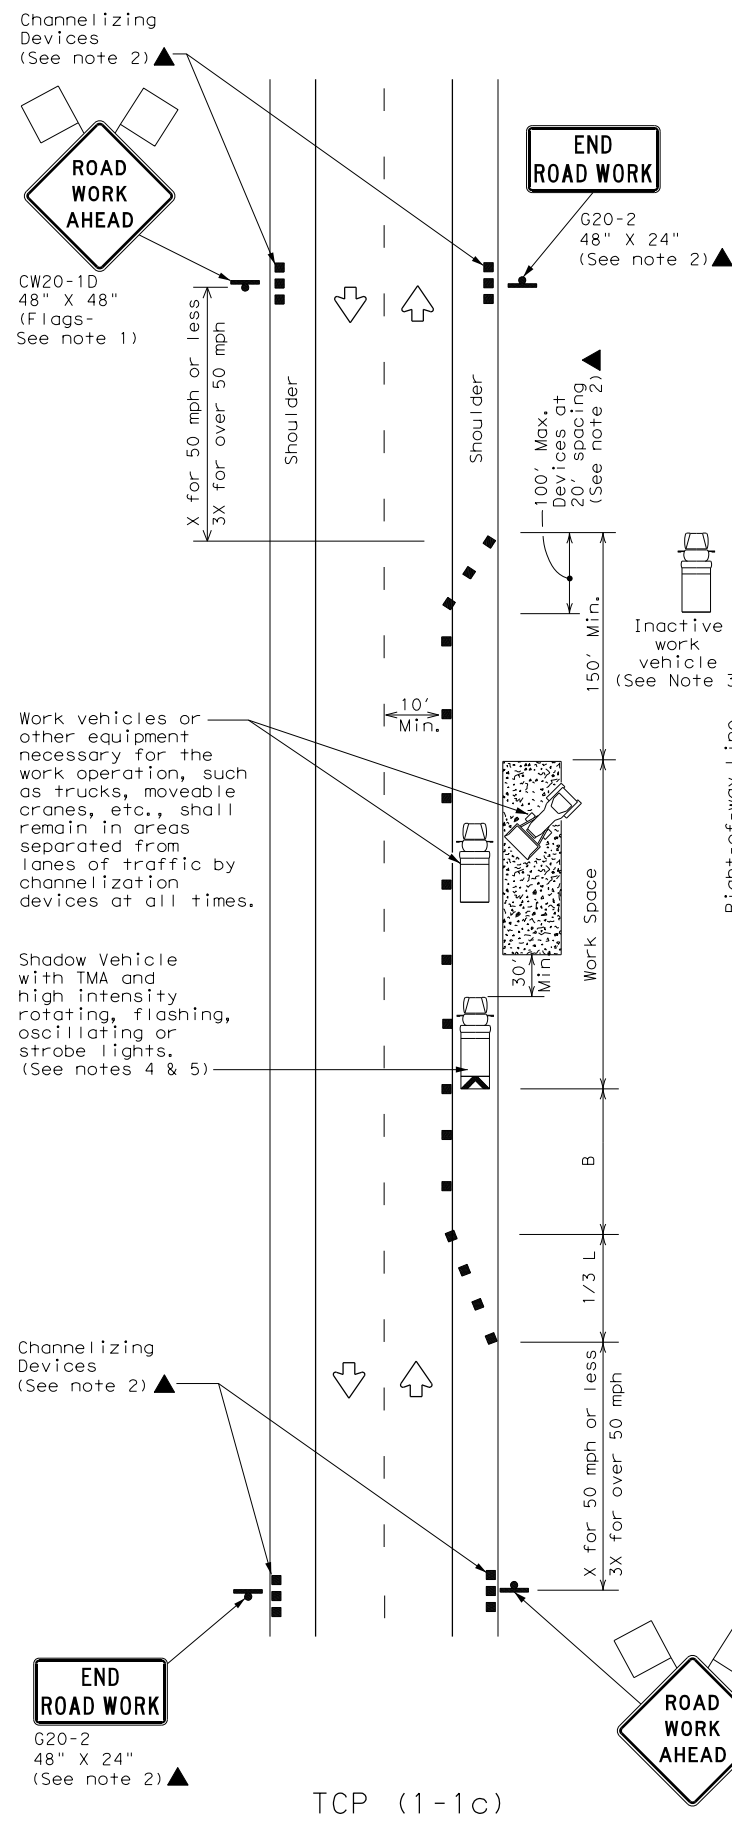 Channelizing
Devices
(See note 2)
ROAD
WORK
AHEAD
CW20-1D
48" X 48"
(Flags-
See note 1)
END
ROAD WORK
G20-2
48" X 24"
(See note 2)
X for 50 mph or less
3X for over 50 mph
Shoulder
Shoulder
100' Max.
Devices at
20' spacing
(See note 2)
150' Min.
Inactive
work
vehicle
(See Note 3
Right-of-way Line
10'
Min.
Work vehicles or
other equipment
necessary for the
work operation, such
as trucks, moveable
cranes, etc., shall
remain in areas
separated from
lanes of traffic by
channelization
devices at all times.
Work Space
30'
Min.
Shadow Vehicle
with TMA and
high intensity
rotating, flashing,
oscillating or
strobe lights.
(See notes 4 & 5)
B
1/3 L
Channelizing
Devices
(See note 2)
X for 50 mph or less
3X for over 50 mph
END
ROAD WORK
G20-2
48" X 24"
(See note 2)
ROAD
WORK
AHEAD
TCP (1-1c)